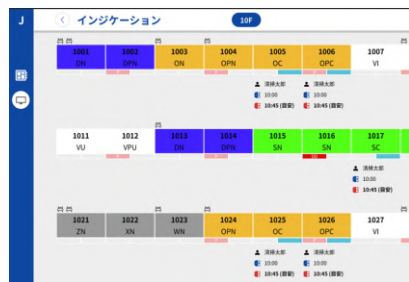 J
インジケーション
10F
1001 1002 1003 1004 1005 1006 1007
DN DPN ON OPN OC OPC VI
清掃太郎 清掃太郎
10:00 10:00
10:45 (目安) 10:45 (目安)
1011 1012 1013 1014 1015 1016 1017
VU VPU DN DPN SN SN SC
清掃太郎
10:00
10:45 (目安)
1021 1022 1023 1024 1025 1026 1027
ZN XN WN OPN OC OPC VI
清掃太郎 清掃太郎
10:00 10:00
10:45 (目安) 10:45 (目安)